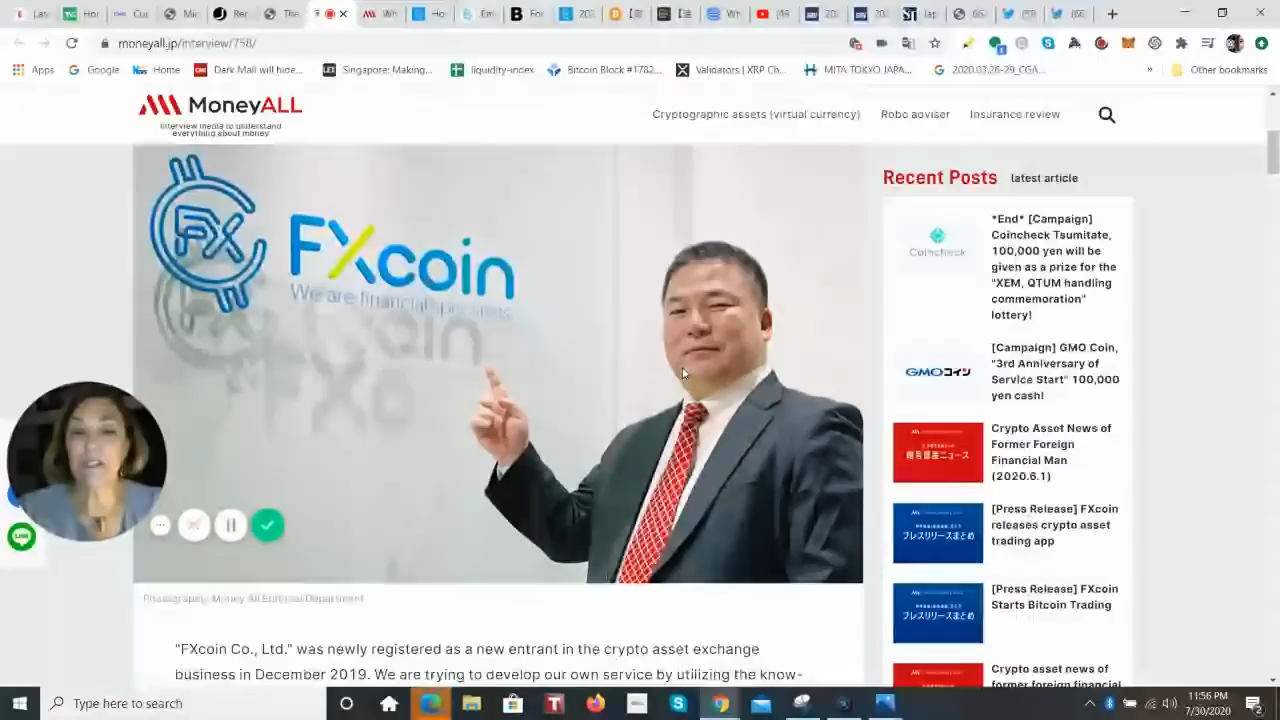 moneyall.jp/interview/758/
Apps
Google
Home
Dark Mail will hide...
Singapore: Making...
liquidity-index
Bitcoin Block #1782...
Validators | XRP Co...
MITA TOKYO JAPA...
2020.03.26-29_CGA...
»
Other bookmarks
MoneyALL
Interview media to understand
everything about money
Cryptographic assets (virtual currency)
Robo adviser
Insurance review
FXcoin
We are financial specialists
Recent Posts
latest article
Coincheck
*End* [Campaign]
Coincheck Tsumitate,
100,000 yen will be
given as a prize for the
"XEM, QTUM handling
commemoration"
lottery!
GMOコイン
[Campaign] GMO Coin,
"3rd Anniversary of
Service Start" 100,000
yen cash!
Crypto Asset News of
Former Foreign
Financial Man
(2020.6.1)
プレスリリースまとめ
[Press Release] FXcoin
releases crypto asset
trading app
プレスリリースまとめ
[Press Release] FXcoin
Starts Bitcoin Trading
Crypto asset news of
former foreign financial
LINE
Photography: Money All Editorial Department
"FXcoin Co., Ltd." was newly registered as a new entrant in the crypto asset exchange
business in December 2019. We are trying to develop our own service by utilizing the know-
Type here to search
11:56 PM
7/30/2020